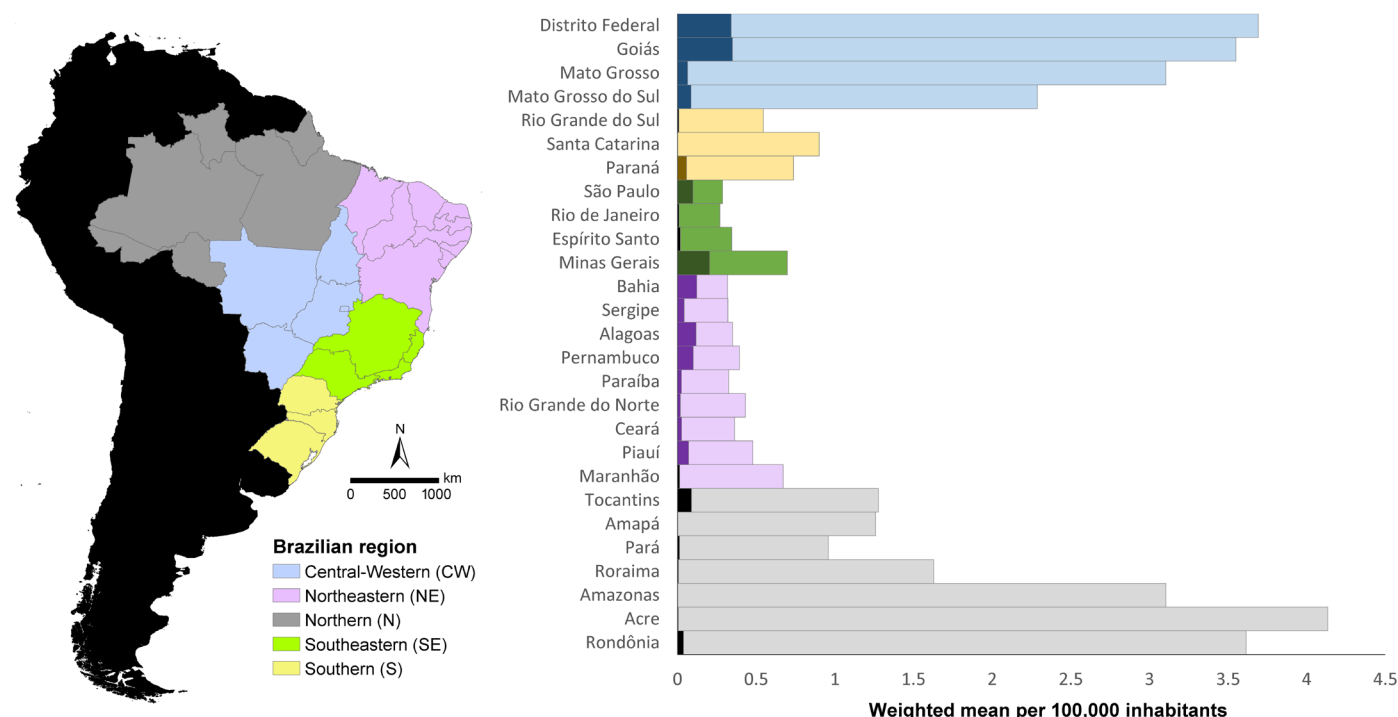 N
km
0 500 1000
Brazilian region
Central-Western (CW)
Northeastern (NE)
Northern (N)
Southeastern (SE)
Southern (S)
Distrito Federal
Goiás
Mato Grosso
Mato Grosso do Sul
Rio Grande do Sul
Santa Catarina
Paraná
São Paulo
Rio de Janeiro
Espírito Santo
Minas Gerais
Bahia
Sergipe
Alagoas
Pernambuco
Paraíba
Rio Grande do Norte
Ceará
Piauí
Maranhão
Tocantins
Amapá
Pará
Roraima
Amazonas
Acre
Rondônia
0 0.5 1 1.5 2 2.5 3 3.5 4 4.5
Weighted mean per 100.000 inhabitants